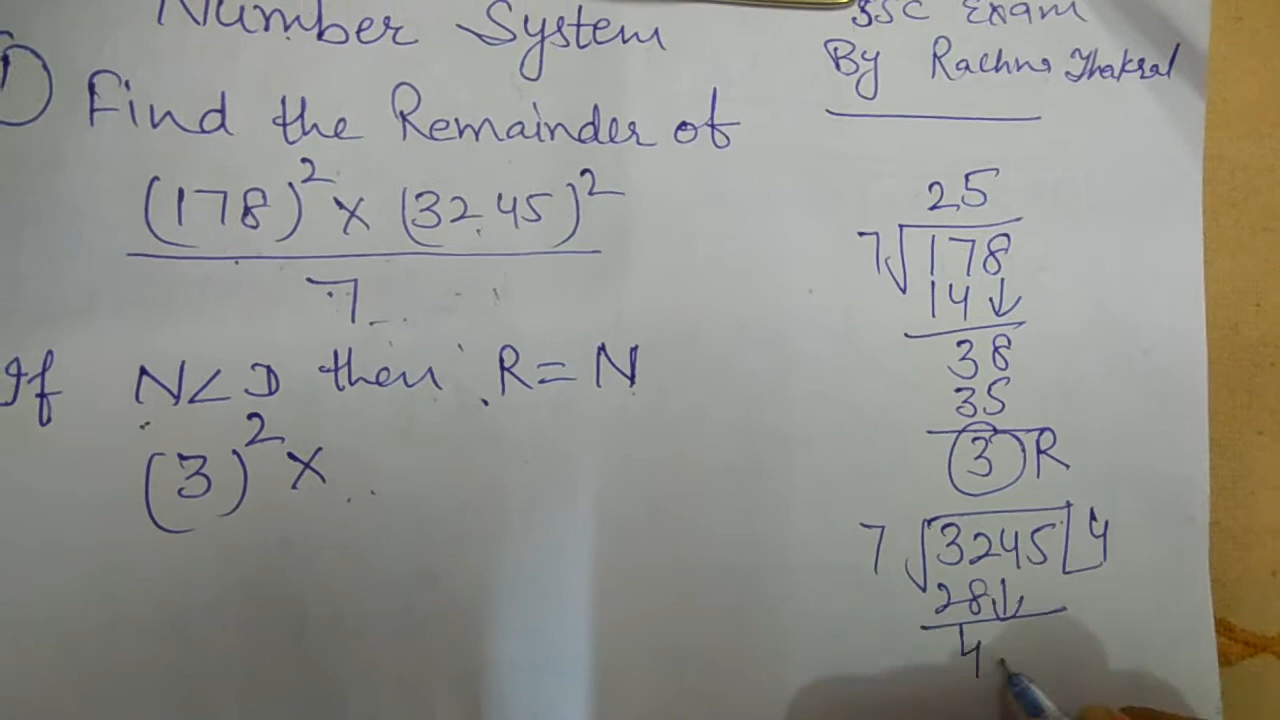 Number System
SSC Exam
By Rachna Thakral
1) Find the Remainder of
(178)² × (3245)²
7
If N<D then R=N
(3)² ×
25
7√178
14↓
38
35
3 R
7√3245 4
28↓
4